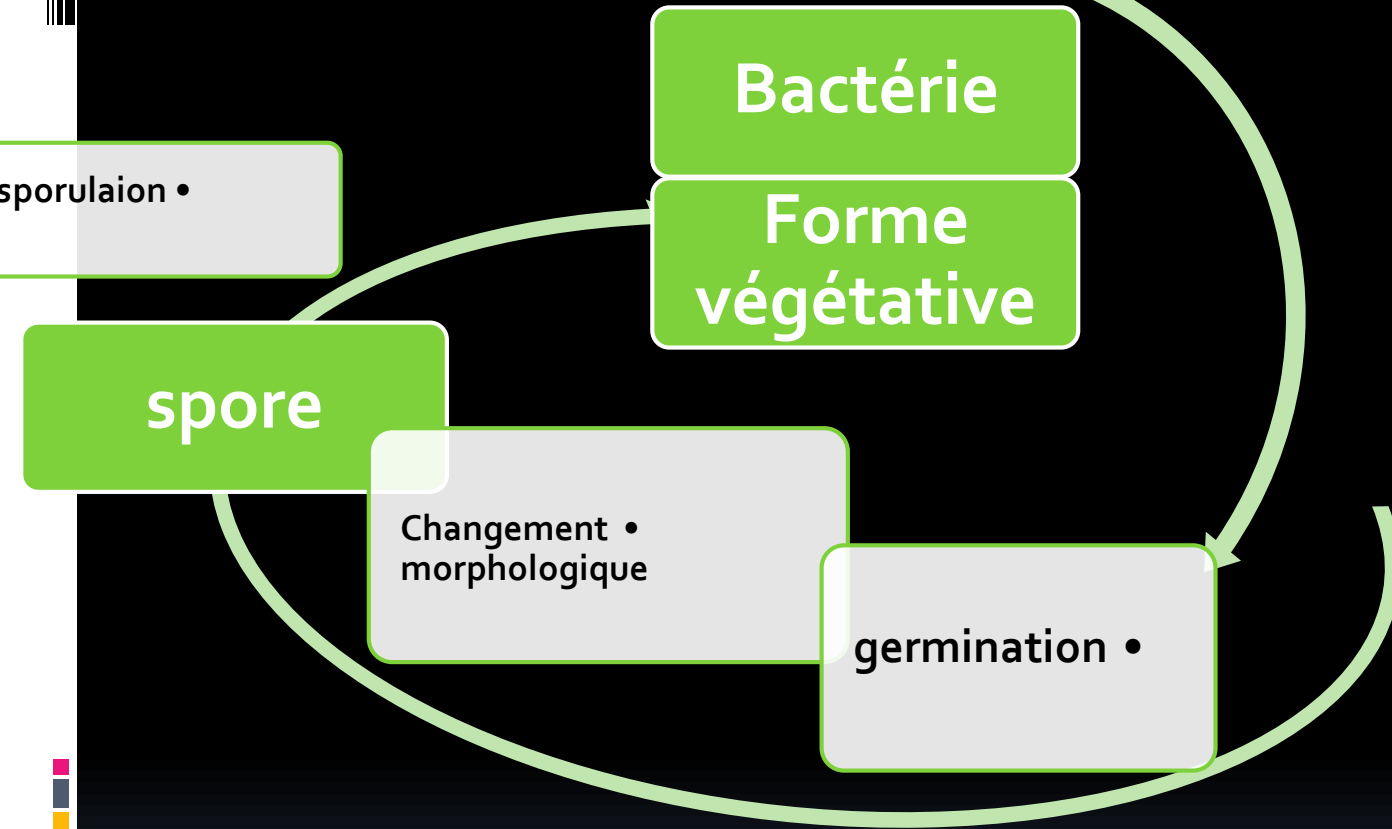 Bactérie
sporulaion •
Forme
végétative
spore
Changement •
morphologique
germination •